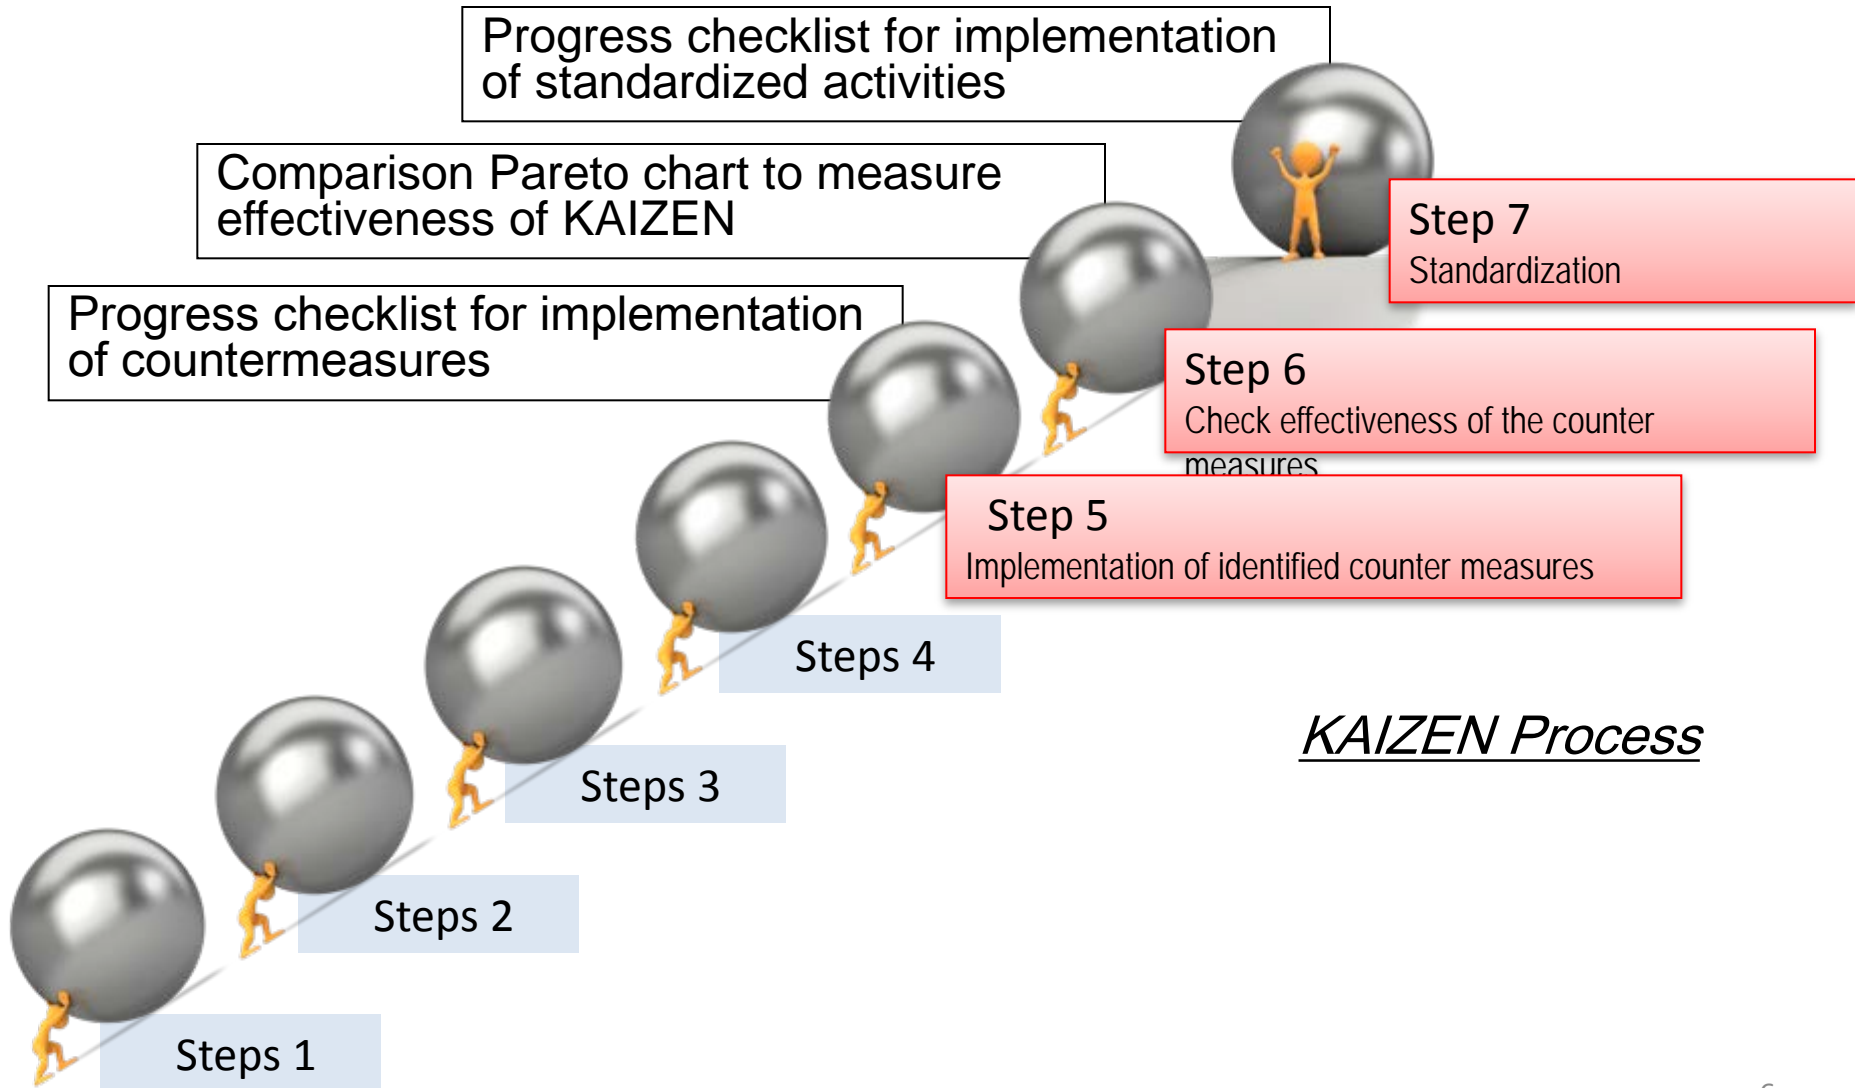 Progress checklist for implementation
of standardized activities
Comparison Pareto chart to measure
effectiveness of KAIZEN
Progress checklist for implementation
of countermeasures
Step 7
Standardization
Step 6
Check effectiveness of the counter
measures
Step 5
Implementation of identified counter measures
Steps 4
KAIZEN Process
Steps 3
Steps 2
Steps 1